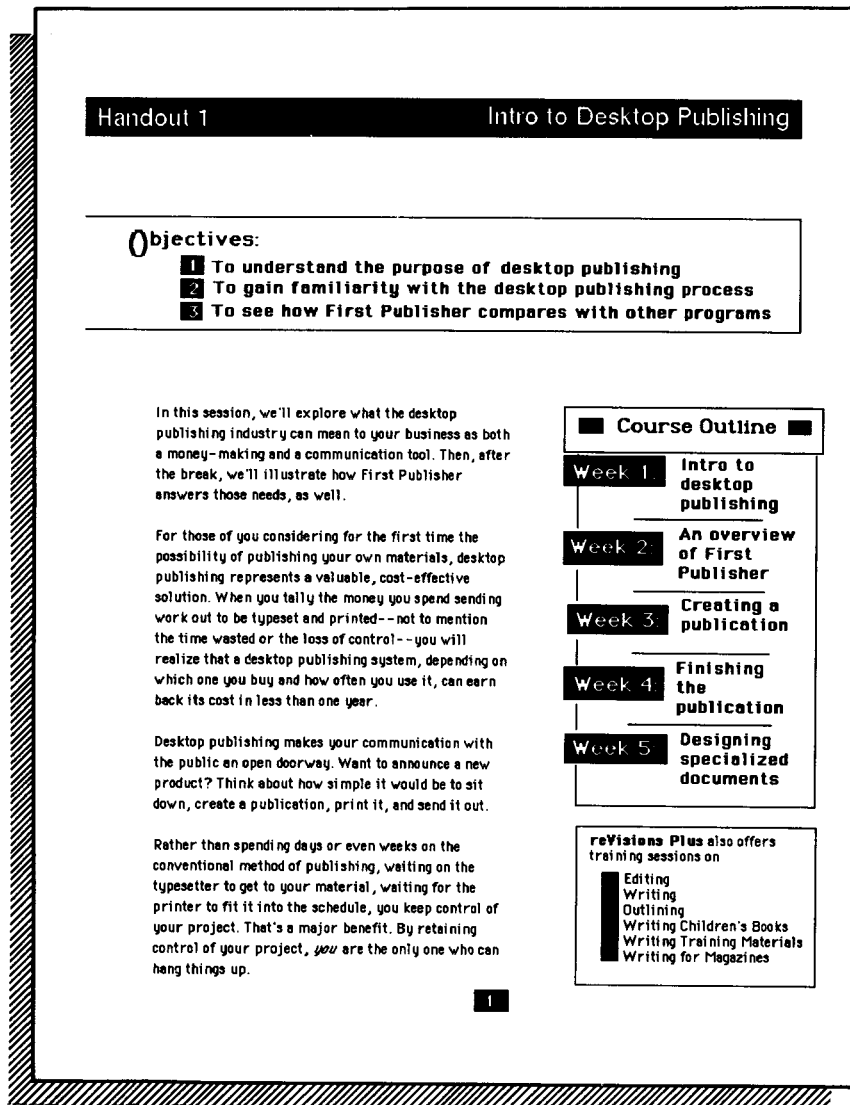 Handout 1 Intro to Desktop Publishing
Objectives:
1 To understand the purpose of desktop publishing
2 To gain familiarity with the desktop publishing process
3 To see how First Publisher compares with other programs
In this session, we'll explore what the desktop
publishing industry can mean to your business as both
a money-making and a communication tool. Then, after
the break, we'll illustrate how First Publisher
answers those needs, as well.
For those of you considering for the first time the
possibility of publishing your own materials, desktop
publishing represents a valuable, cost-effective
solution. When you tally the money you spend sending
work out to be typeset and printed--not to mention
the time wasted or the loss of control--you will
realize that a desktop publishing system, depending on
which one you buy and how often you use it, can earn
back its cost in less than one year.
Desktop publishing makes your communication with
the public an open doorway. Want to announce a new
product? Think about how simple it would be to sit
down, create a publication, print it, and send it out.
Rather than spending days or even weeks on the
conventional method of publishing, waiting on the
typesetter to get to your material, waiting for the
printer to fit it into the schedule, you keep control of
your project. That's a major benefit. By retaining
control of your project, you are the only one who can
hang things up.
1
Course Outline
Week 1: Intro to
desktop
publishing
Week 2: An overview
of First
Publisher
Week 3: Creating a
publication
Week 4: Finishing
the
publication
Week 5: Designing
specialized
documents
reVisions Plus also offers
training sessions on
Editing
Writing
Outlining
Writing Children's Books
Writing Training Materials
Writing for Magazines